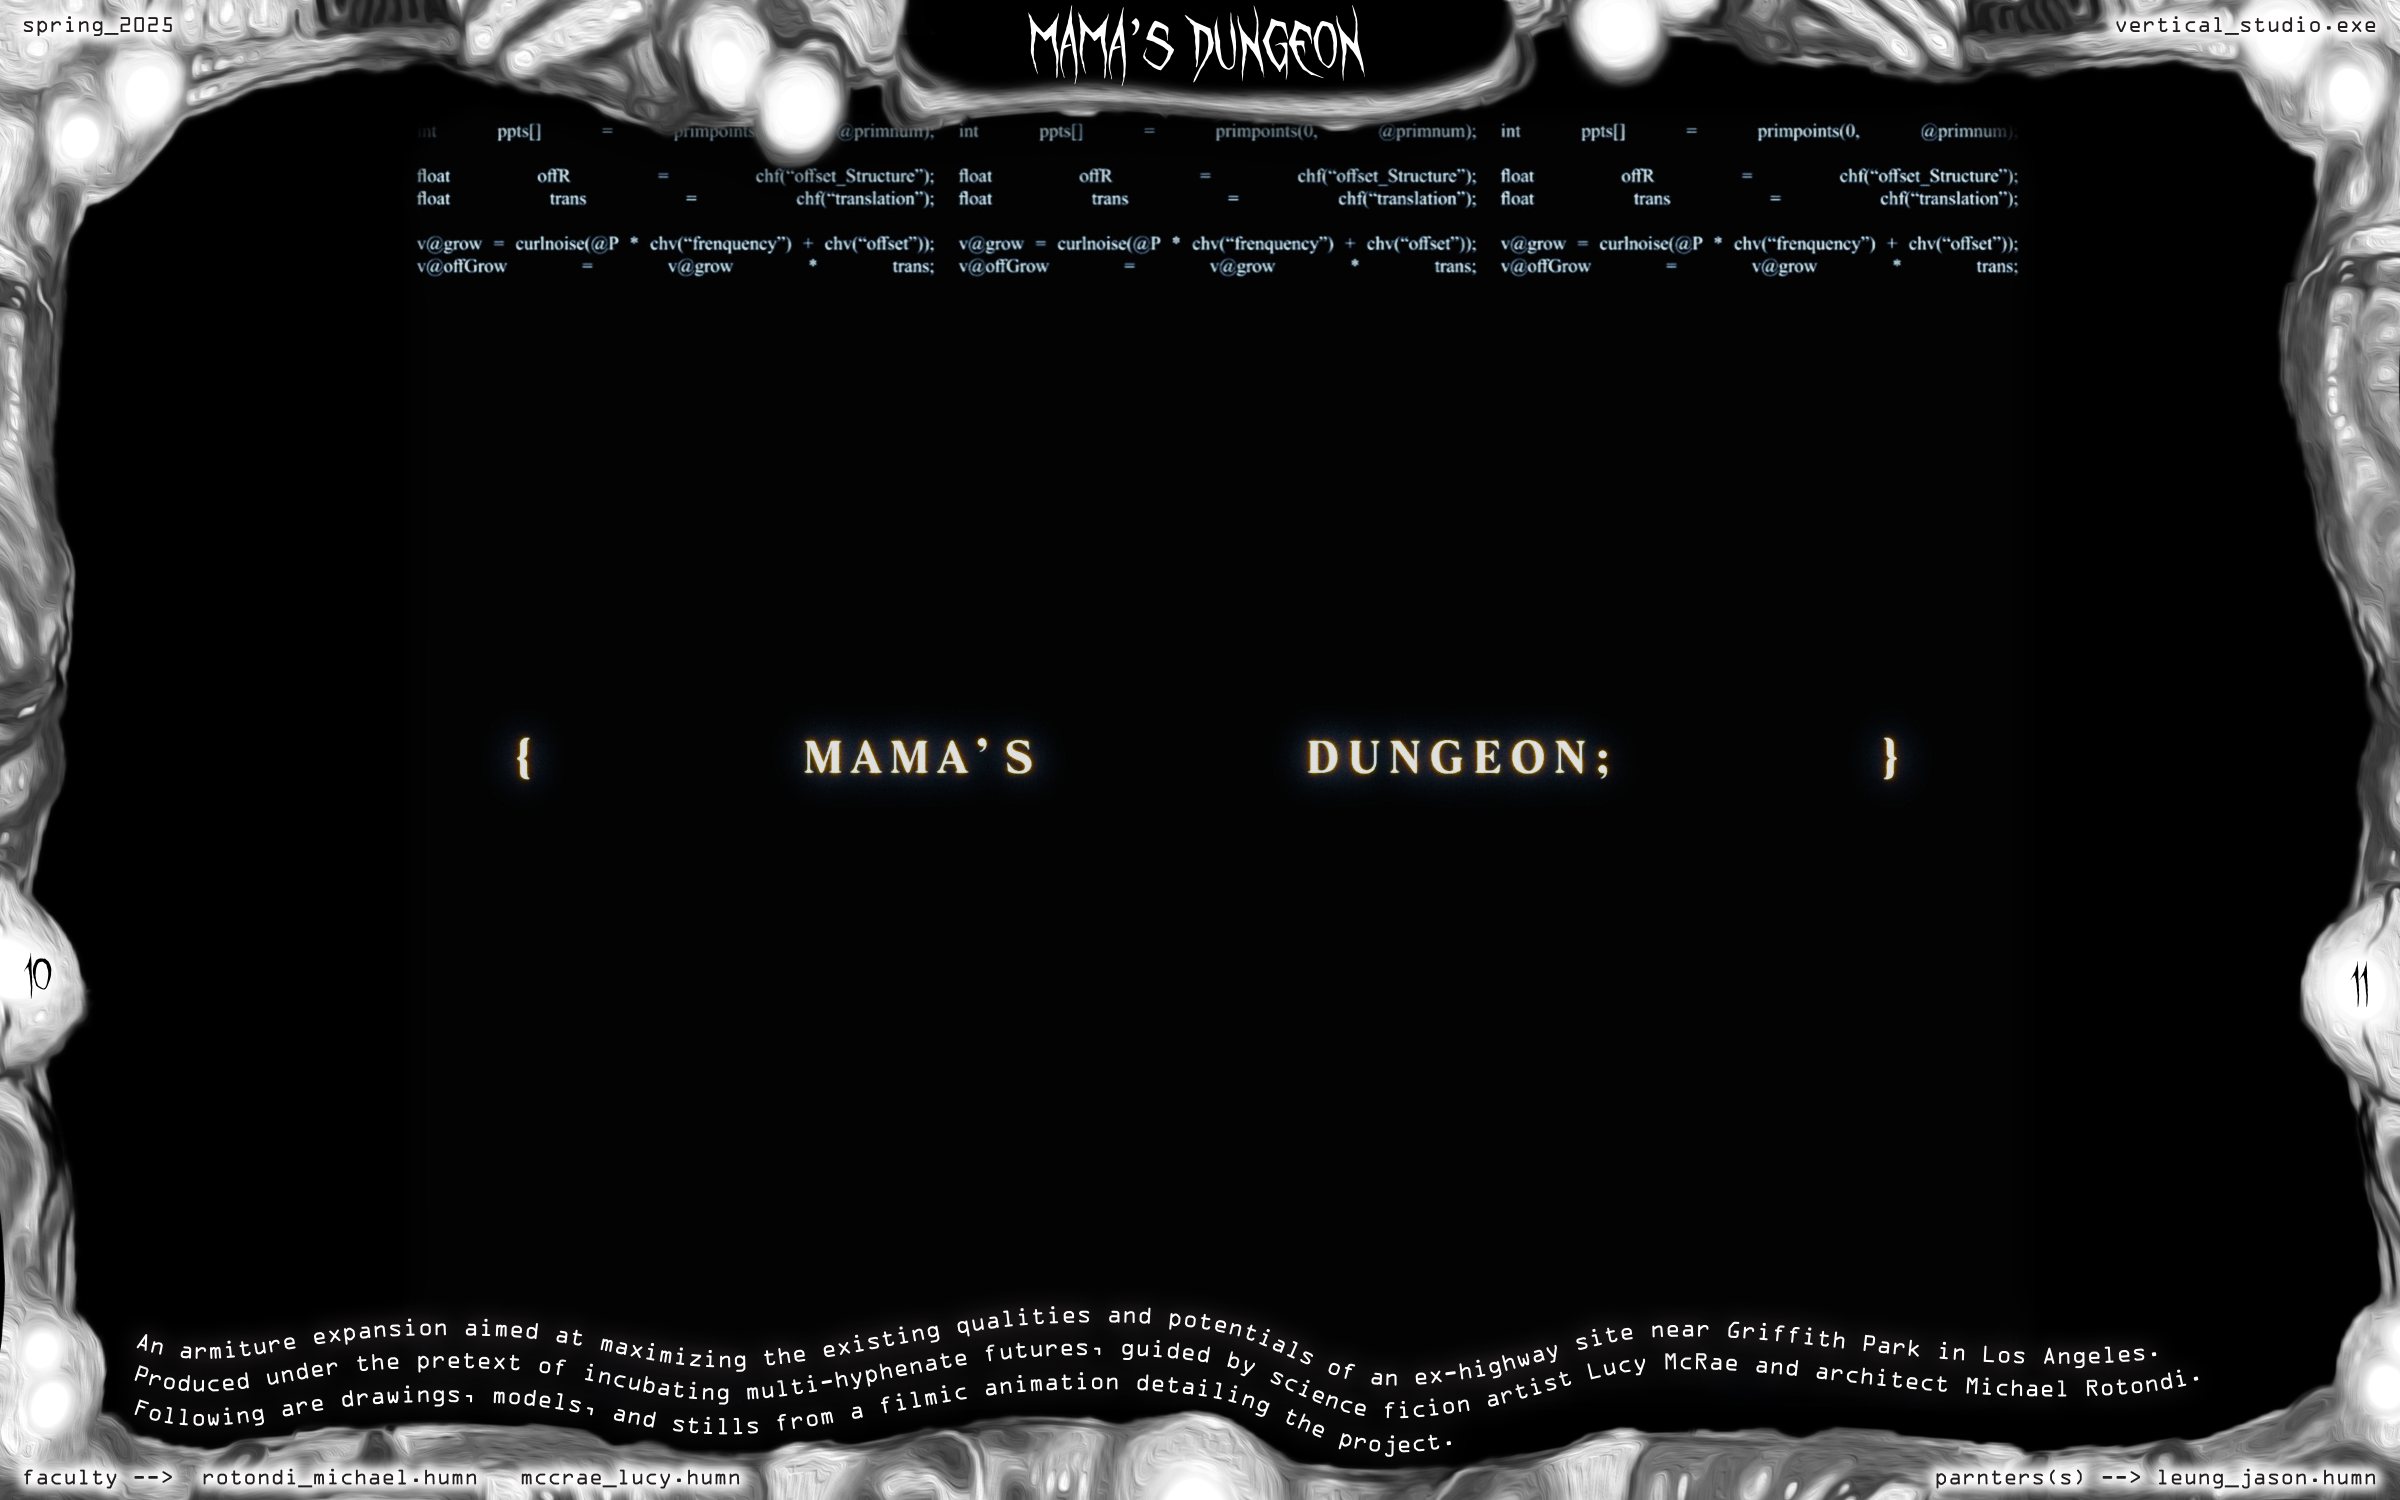 spring_2025
MAMA'S DUNGEON
vertical_studio.exe
int ppts[] = primpoints @primnum); int ppts[] = primpoints(0, @primnum); int ppts[] = primpoints(0, @primnum);
float offR = chf(“offset_Structure”); float offR = chf(“offset_Structure”); float offR = chf(“offset_Structure”);
float trans = chf(“translation”); float trans = chf(“translation”); float trans = chf(“translation”);
v@grow = curlnoise(@P * chv(“frenquency”) + chv(“offset”)); v@grow = curlnoise(@P * chv(“frenquency”) + chv(“offset”)); v@grow = curlnoise(@P * chv(“frenquency”) + chv(“offset”));
v@offGrow = v@grow * trans; v@offGrow = v@grow * trans; v@offGrow = v@grow * trans;
{ MAMA’S DUNGEON; }
10
11
An armiture expansion aimed at maximizing the existing qualities and potentials of an ex-highway site near Griffith Park in Los Angeles.
Produced under the pretext of incubating multi-hyphenate futures, guided by science ficion artist Lucy McRae and architect Michael Rotondi.
Following are drawings, models, and stills from a filmic animation detailing the project.
faculty --> rotondi_michael.humn mccrae_lucy.humn
parnters(s) --> leung_jason.humn